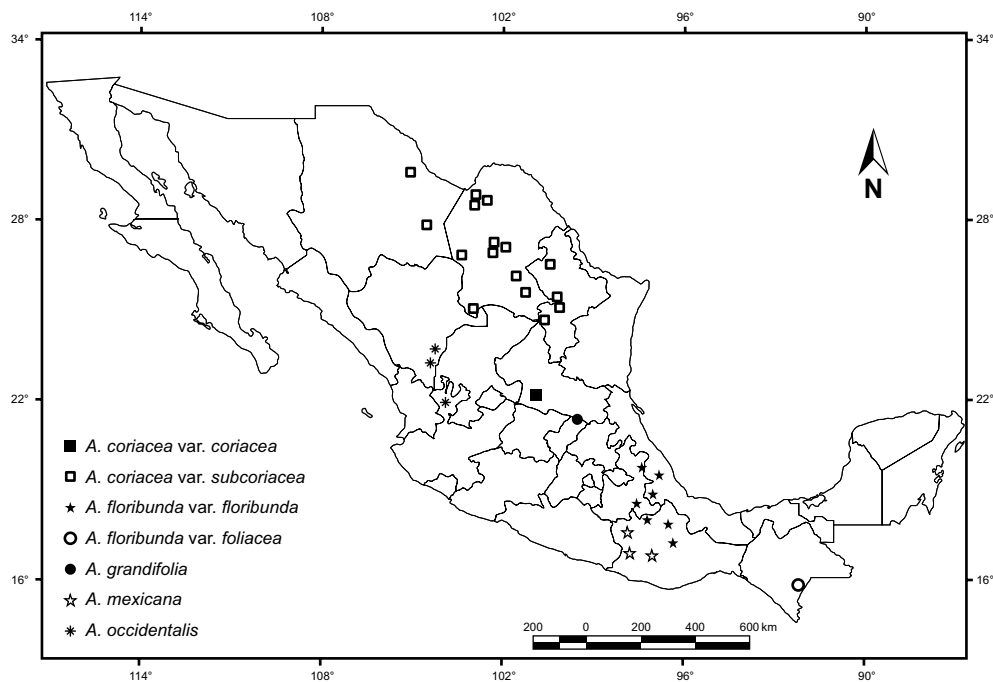 114° 108° 102° 96° 90°
34° 34°
N
28° 28°
22° 22°
A. coriacea var. coriacea
A. coriacea var. subcoriacea
A. floribunda var. floribunda
A. floribunda var. foliacea
A. grandifolia
A. mexicana
A. occidentalis
16° 16°
200 0 200 400 600 km
114° 108° 102° 96° 90°